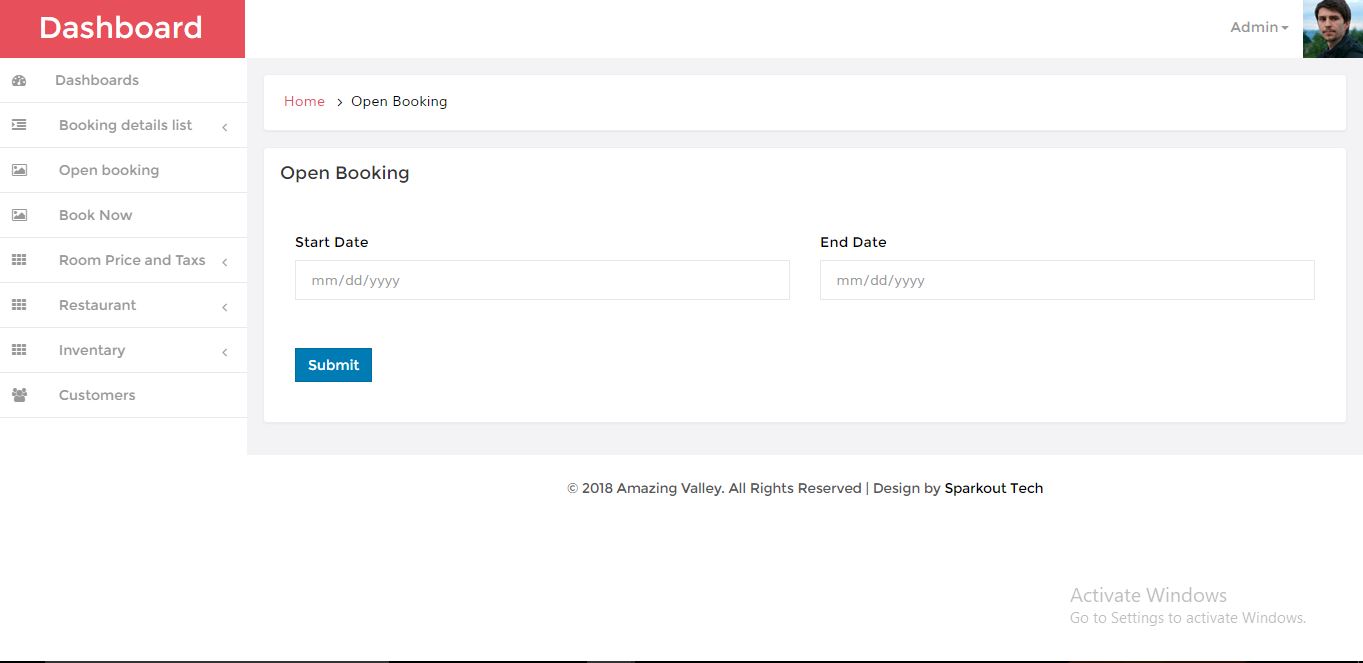 Dashboard
Admin
Dashboards
Booking details list
Open booking
Book Now
Room Price and Taxs
Restaurant
Inventory
Customers
Home > Open Booking
Open Booking
Start Date
End Date
mm/dd/yyyy
mm/dd/yyyy
Submit
© 2018 Amazing Valley. All Rights Reserved | Design by Sparkout Tech
Activate Windows
Go to Settings to activate Windows.